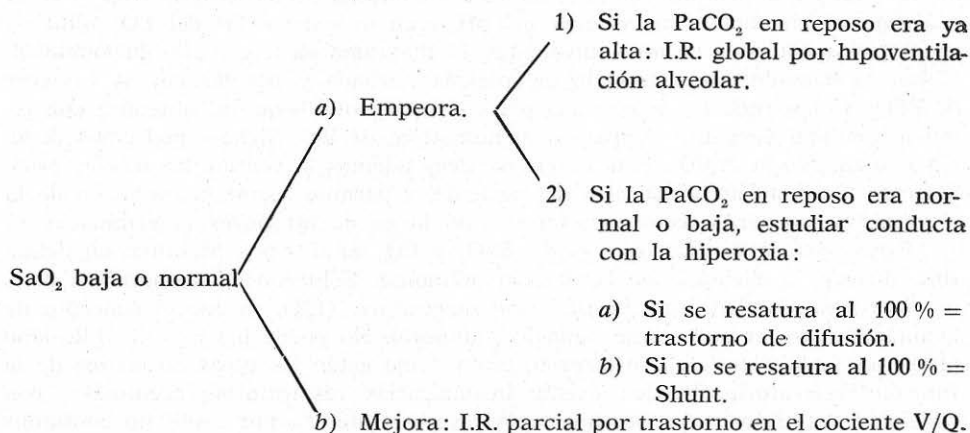 1) Si la PaCO₂ en reposo era ya
alta: I.R. global por hipoventila-
ción alveolar.
a) Empeora.
2) Si la PaCO₂ en reposo era nor-
mal o baja, estudiar conducta
con la hiperoxia:
SaO₂ baja o normal
a) Si se resatura al 100 % =
trastorno de difusión.
b) Si no se resatura al 100 % =
Shunt.
b) Mejora: I.R. parcial por trastorno en el cociente V/Q.